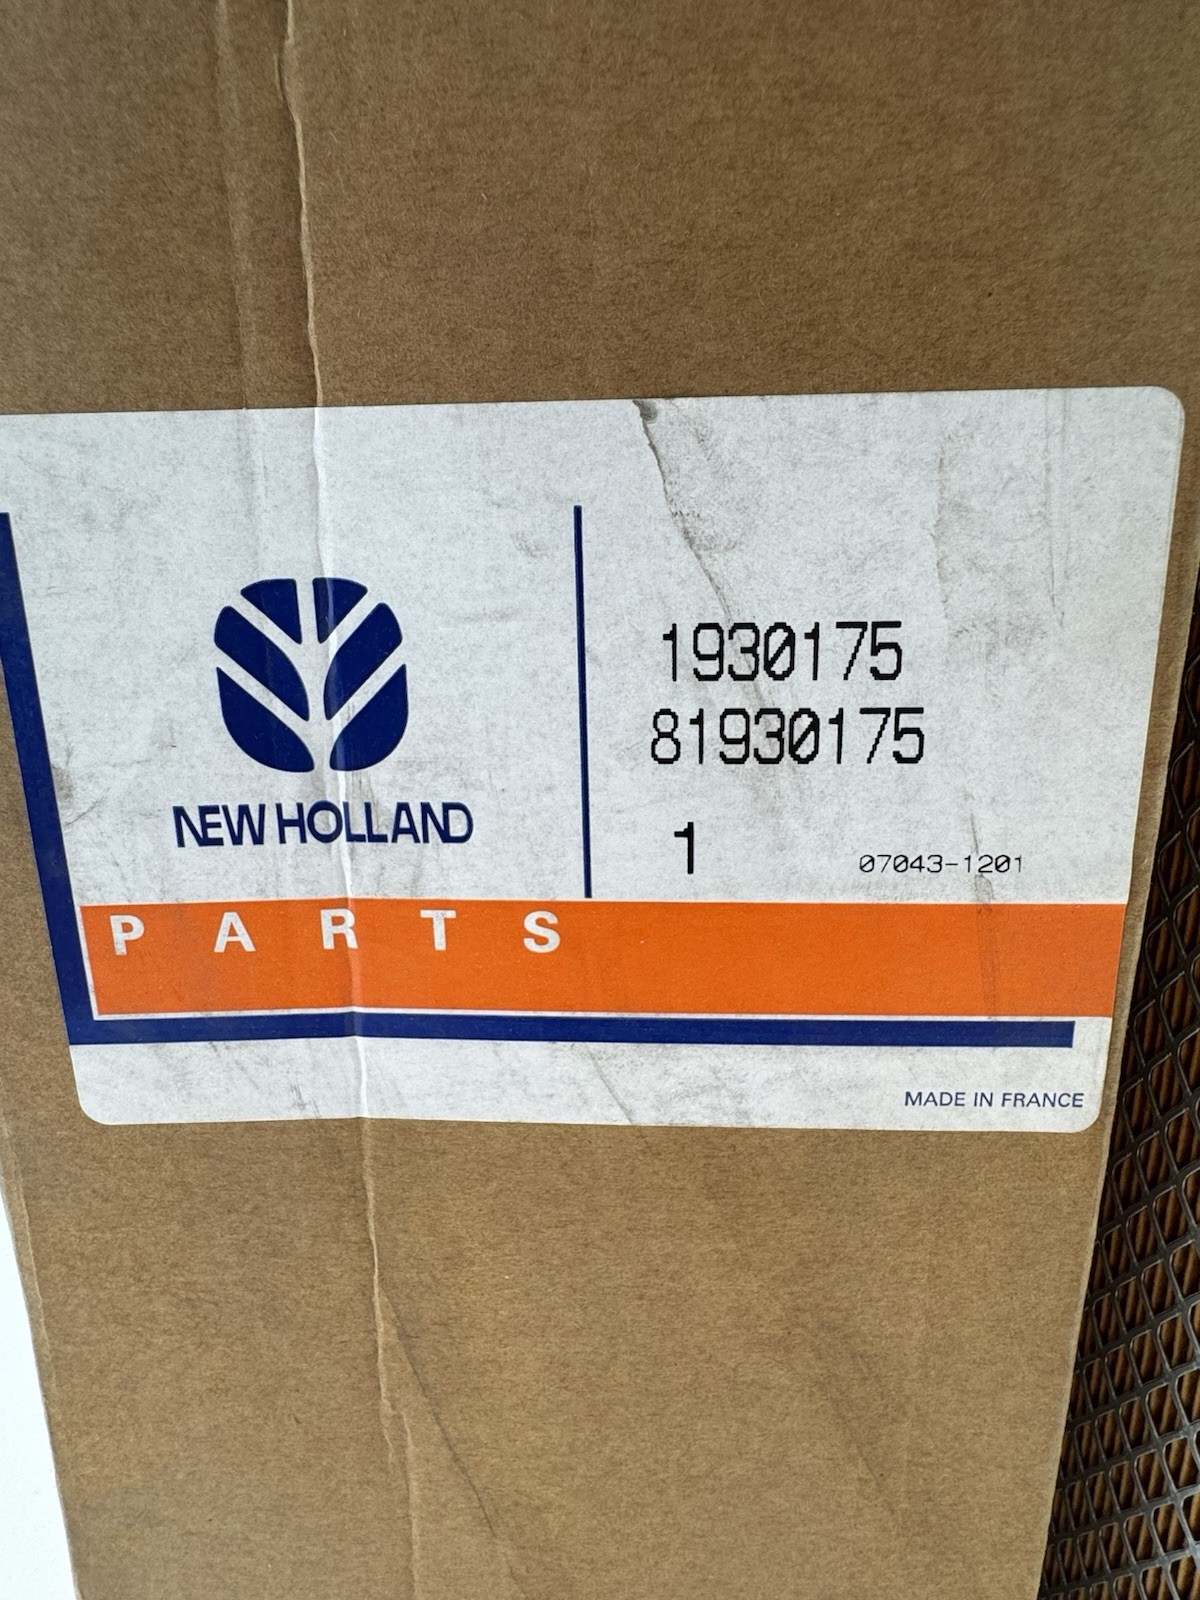 1930175
81930175
NEW HOLLAND
1 07043-1201
PARTS
MADE IN FRANCE